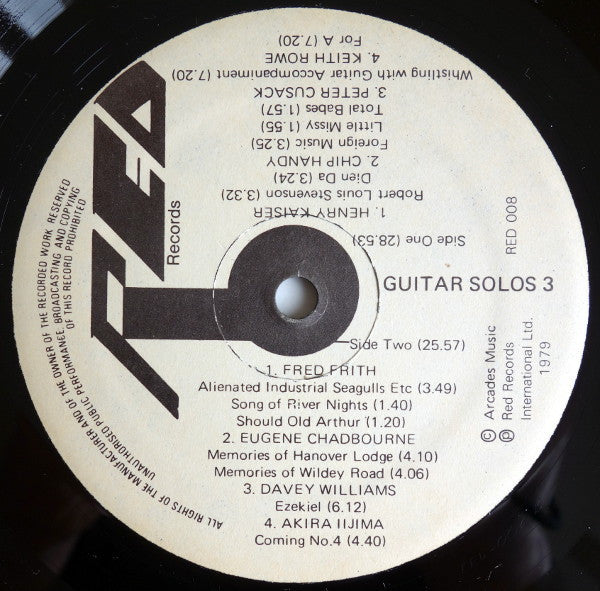 RED
Records
GUITAR SOLOS 3
RED 008
Side One (28.53)
1. HENRY KAISER
Robert Louis Stevenson (3.32)
Dien Da (3.24)
2. CHIP HANDY
Foreign Music (3.25)
Little Missy (1.55)
Total Babes (1.57)
3. PETER CUSACK
Whistling with Guitar Accompaniment (7.20)
4. KEITH ROWE
For A (7.20)
Side Two (25.57)
1. FRED FRITH
Alienated Industrial Seagulls Etc (3.49)
Song of River Nights (1.40)
Should Old Arthur (1.20)
2. EUGENE CHADBOURNE
Memories of Hanover Lodge (4.10)
Memories of Wildey Road (4.06)
3. DAVEY WILLIAMS
Ezekiel (6.12)
4. AKIRA IIJIMA
Coming No.4 (4.40)
© Arcades Music
℗ Red Records
International Ltd.
1979
ALL RIGHTS OF THE MANUFACTURER AND OF THE OWNER OF THE RECORDED WORK RESERVED
UNAUTHORISED PUBLIC PERFORMANCE, BROADCASTING AND COPYING
OF THIS RECORD PROHIBITED